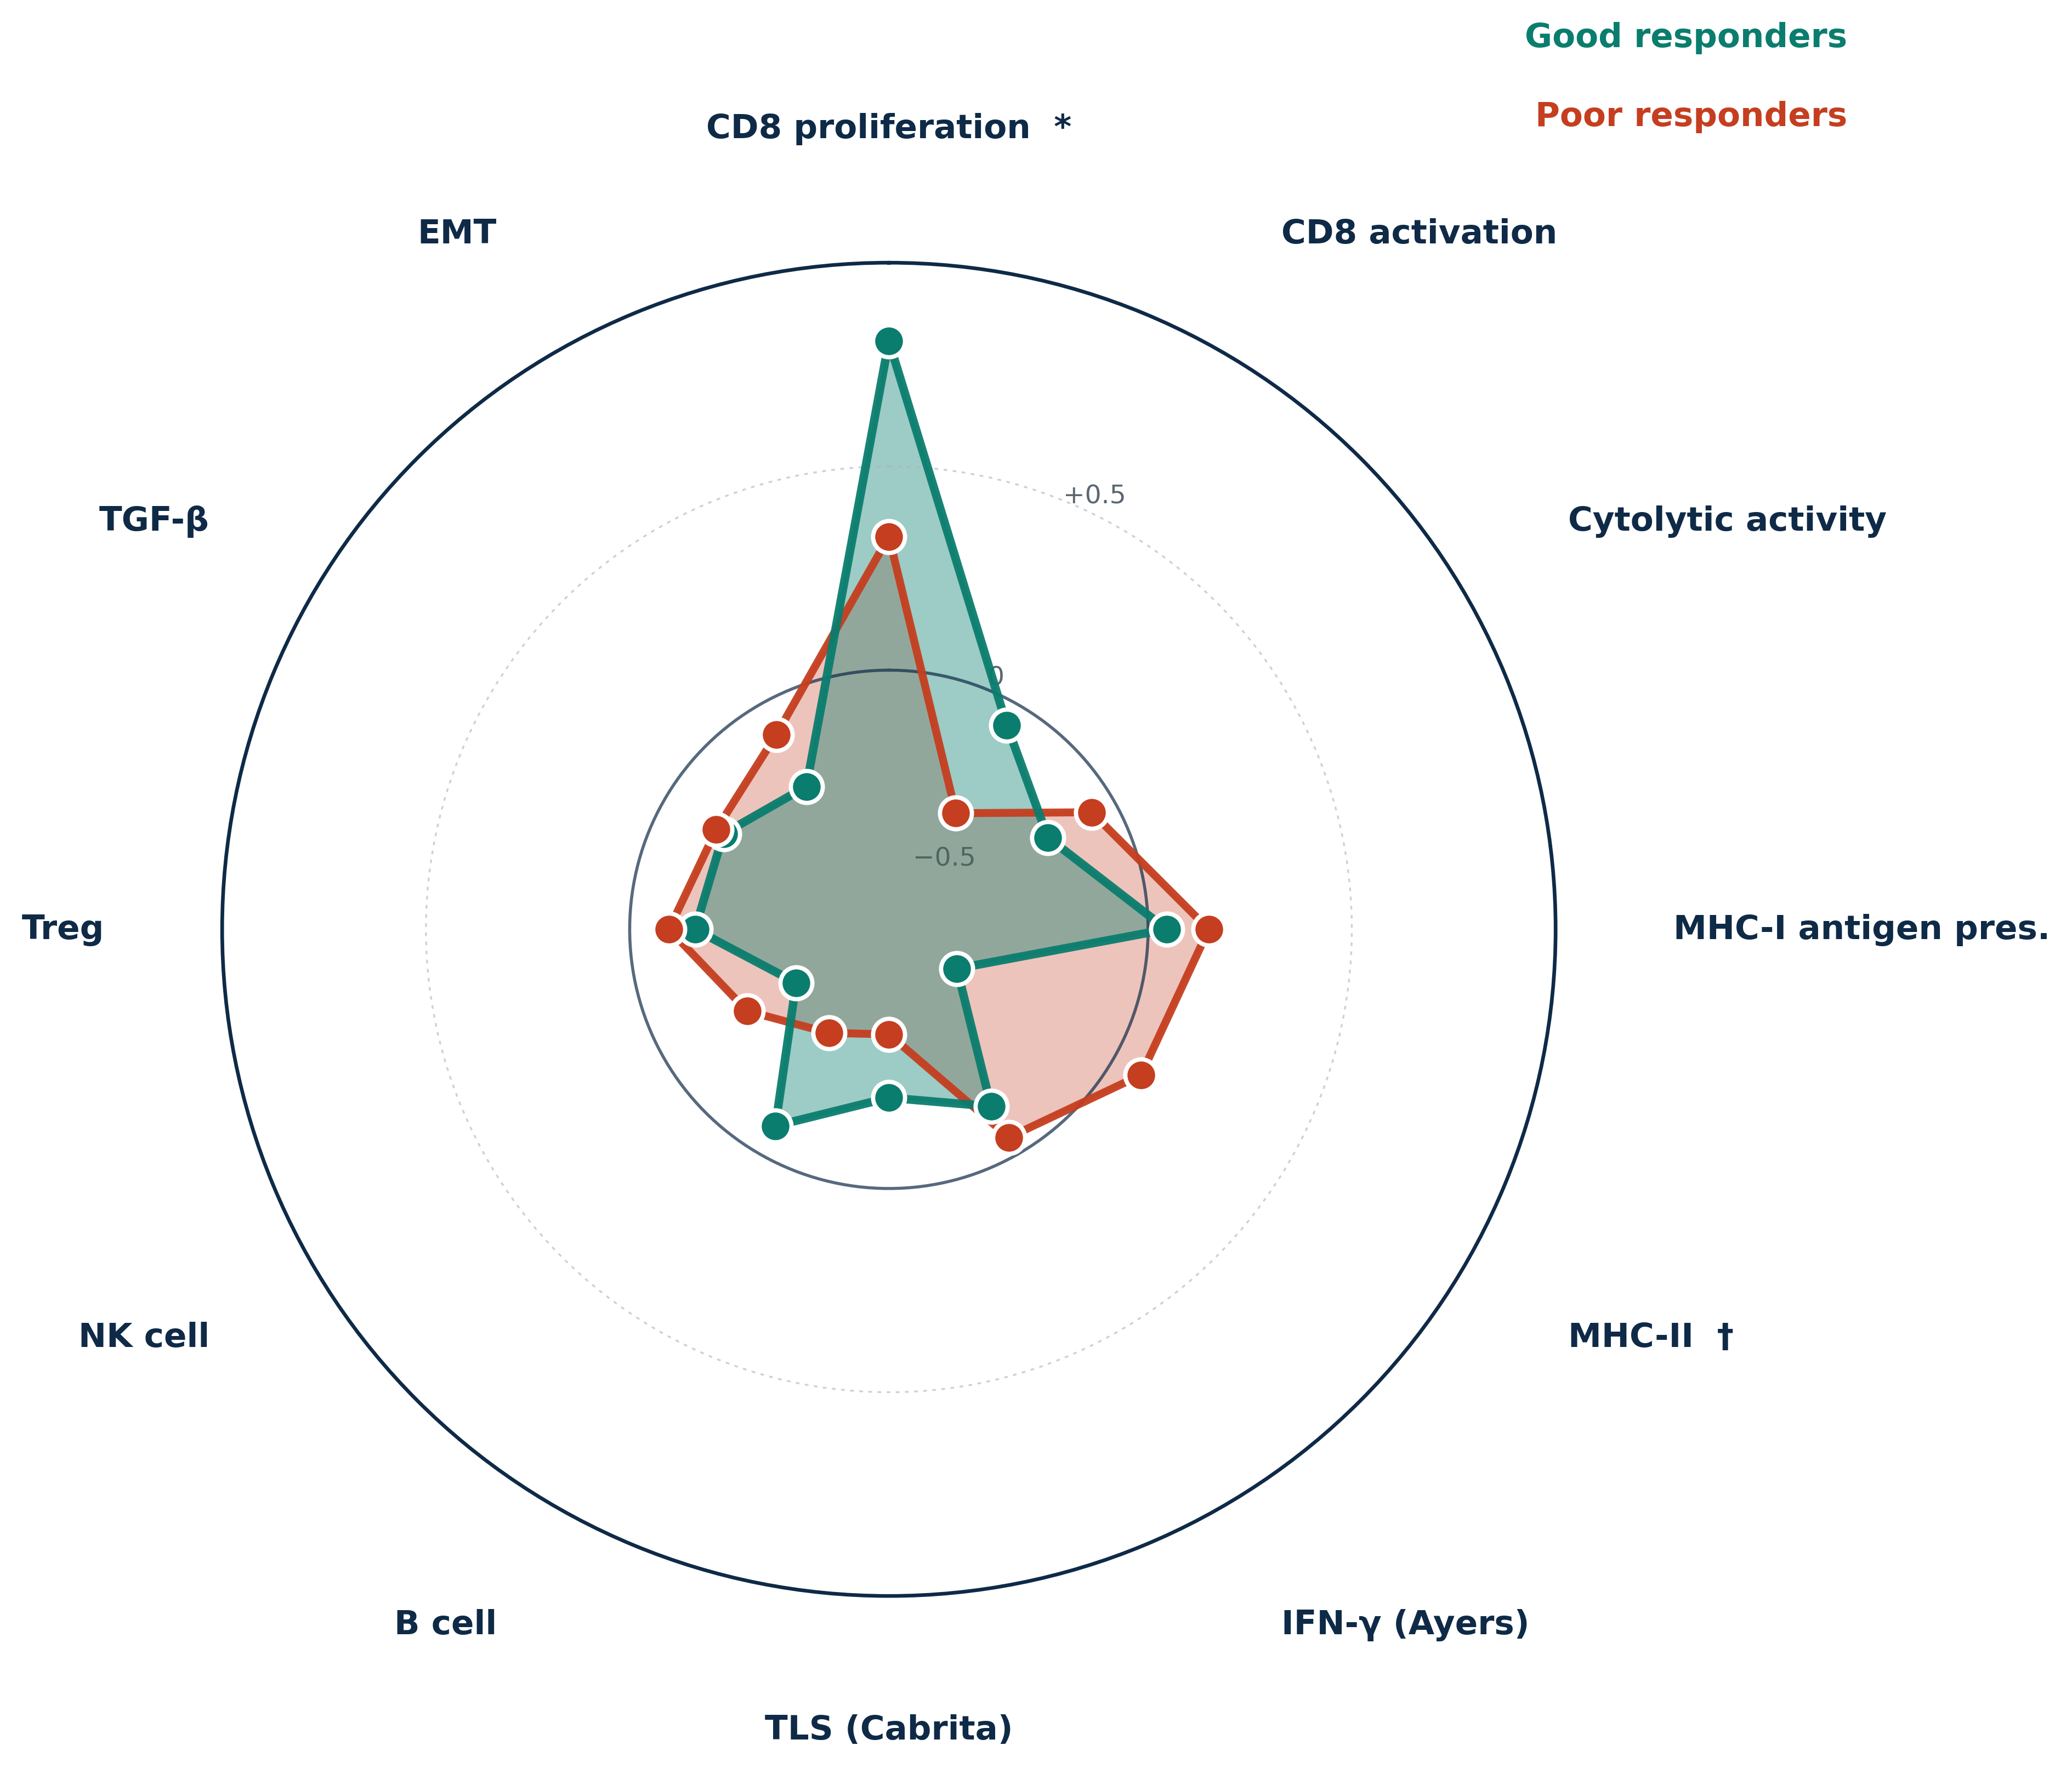 Good responders
Poor responders
CD8 proliferation *
EMT
CD8 activation
+0.5
TGF-β
Cytolytic activity
0
−0.5
Treg
MHC-I antigen pres.
NK cell
MHC-II †
B cell
IFN-γ (Ayers)
TLS (Cabrita)